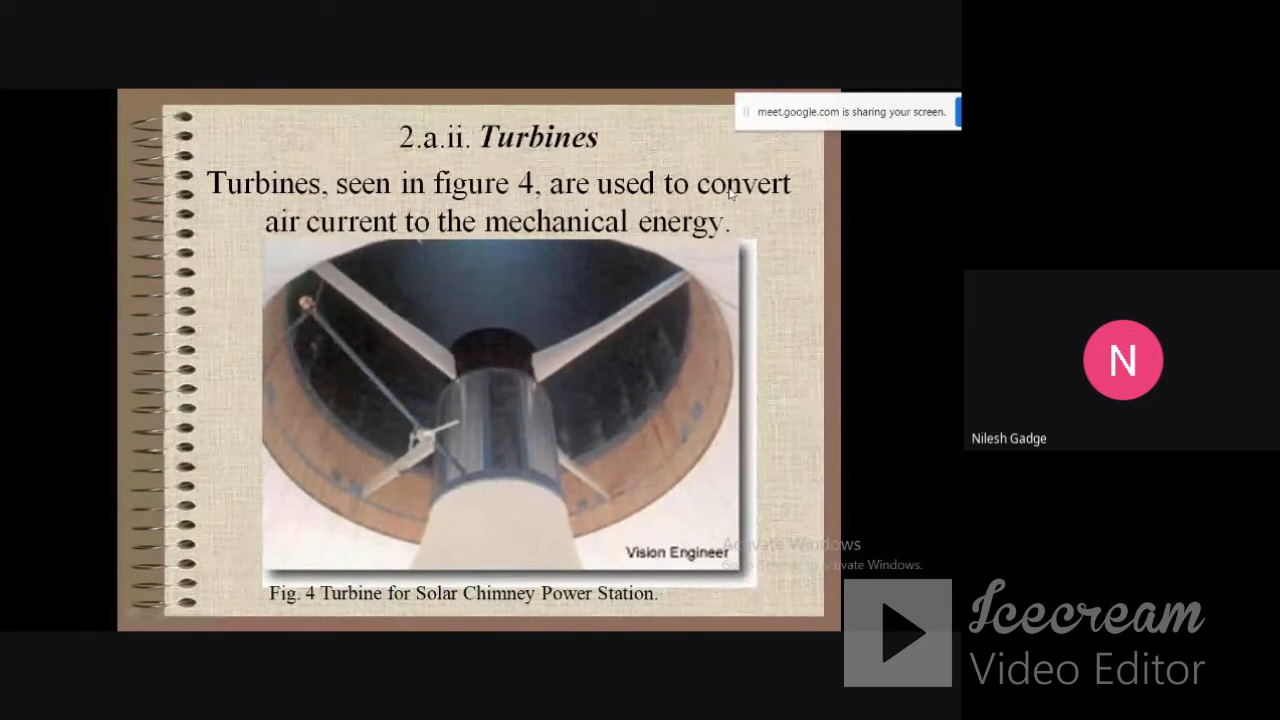 2.a.ii. Turbines
meet.google.com is sharing your screen.
Turbines, seen in figure 4, are used to convert
air current to the mechanical energy.
Vision Engineer
Activate Windows
Fig. 4 Turbine for Solar Chimney Power Station.
N
Nilesh Gadge
Icecream
Video Editor